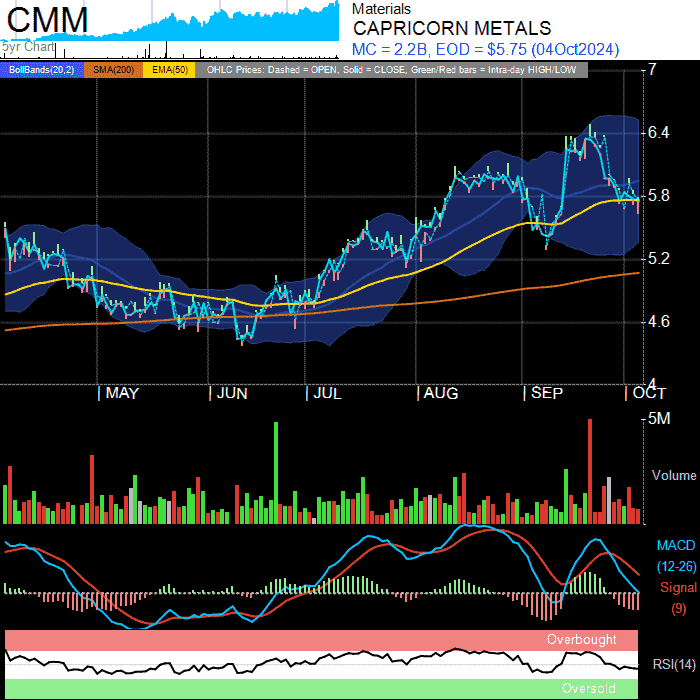 CMM
5yr Chart
Materials
CAPRICORN METALS
MC = 2.2B, EOD = $5.75 (04Oct2024)
BollBands(20,2) SMA(200) EMA(50) OHLC Prices: Dashed = OPEN, Solid = CLOSE, Green/Red bars = Intra-day HIGH/LOW
7
6.4
5.8
5.2
4.6
4
MAY JUN JUL AUG SEP OCT
5M
Volume
MACD
(12-26)
Signal
(9)
Overbought
RSI(14)
Oversold